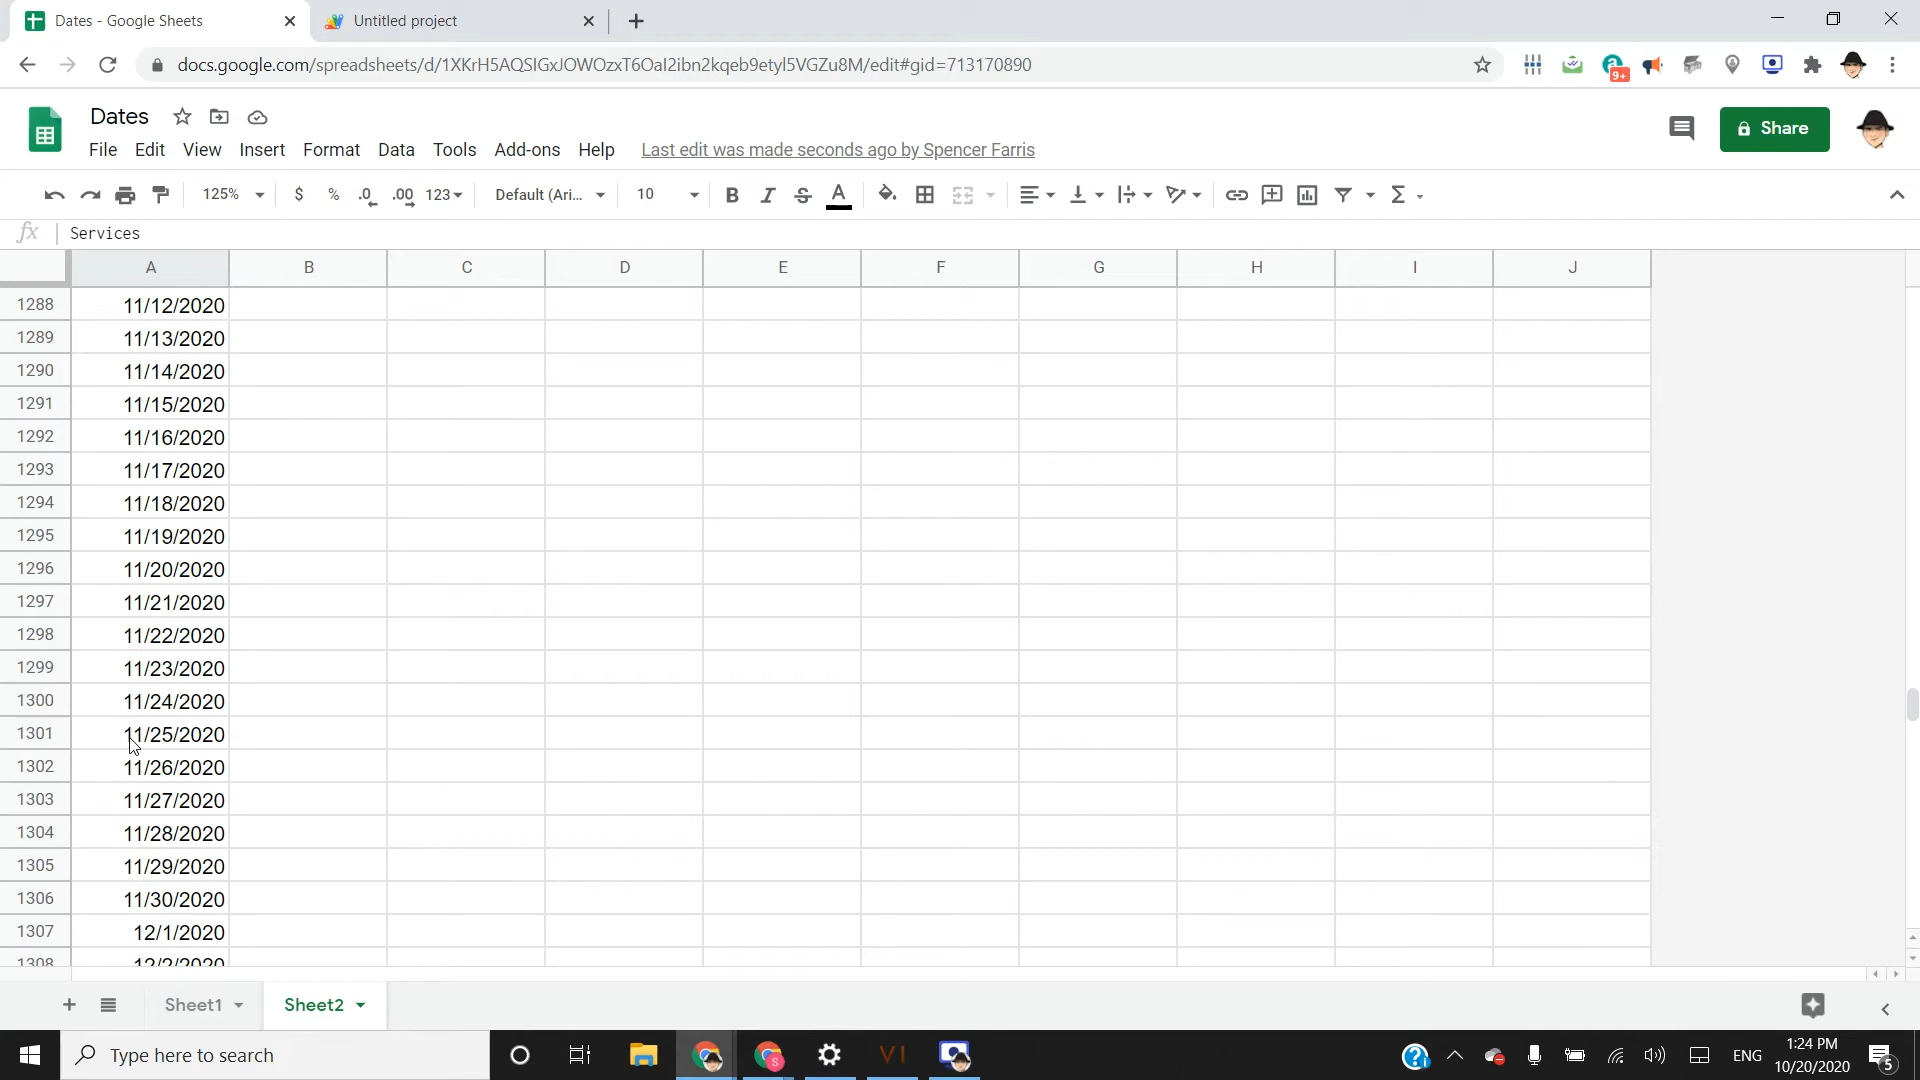 Dates - Google Sheets
Untitled project
docs.google.com/spreadsheets/d/1XKrH5AQSIGxJOWOzxT6OaI2ibn2kqeb9etyl5VGZu8M/edit#gid=713170890
9+
Dates
File Edit View Insert Format Data Tools Add-ons Help Last edit was made seconds ago by Spencer Farris
Share
125% $ % .0 .00 123 Default (Ari... 10 B I S A Σ
fx Services
A B C D E F G H I J
1288 11/12/2020
1289 11/13/2020
1290 11/14/2020
1291 11/15/2020
1292 11/16/2020
1293 11/17/2020
1294 11/18/2020
1295 11/19/2020
1296 11/20/2020
1297 11/21/2020
1298 11/22/2020
1299 11/23/2020
1300 11/24/2020
1301 11/25/2020
1302 11/26/2020
1303 11/27/2020
1304 11/28/2020
1305 11/29/2020
1306 11/30/2020
1307 12/1/2020
1308 12/2/2020
Sheet1 Sheet2
Type here to search
VI
S
ENG
1:24 PM
10/20/2020
5